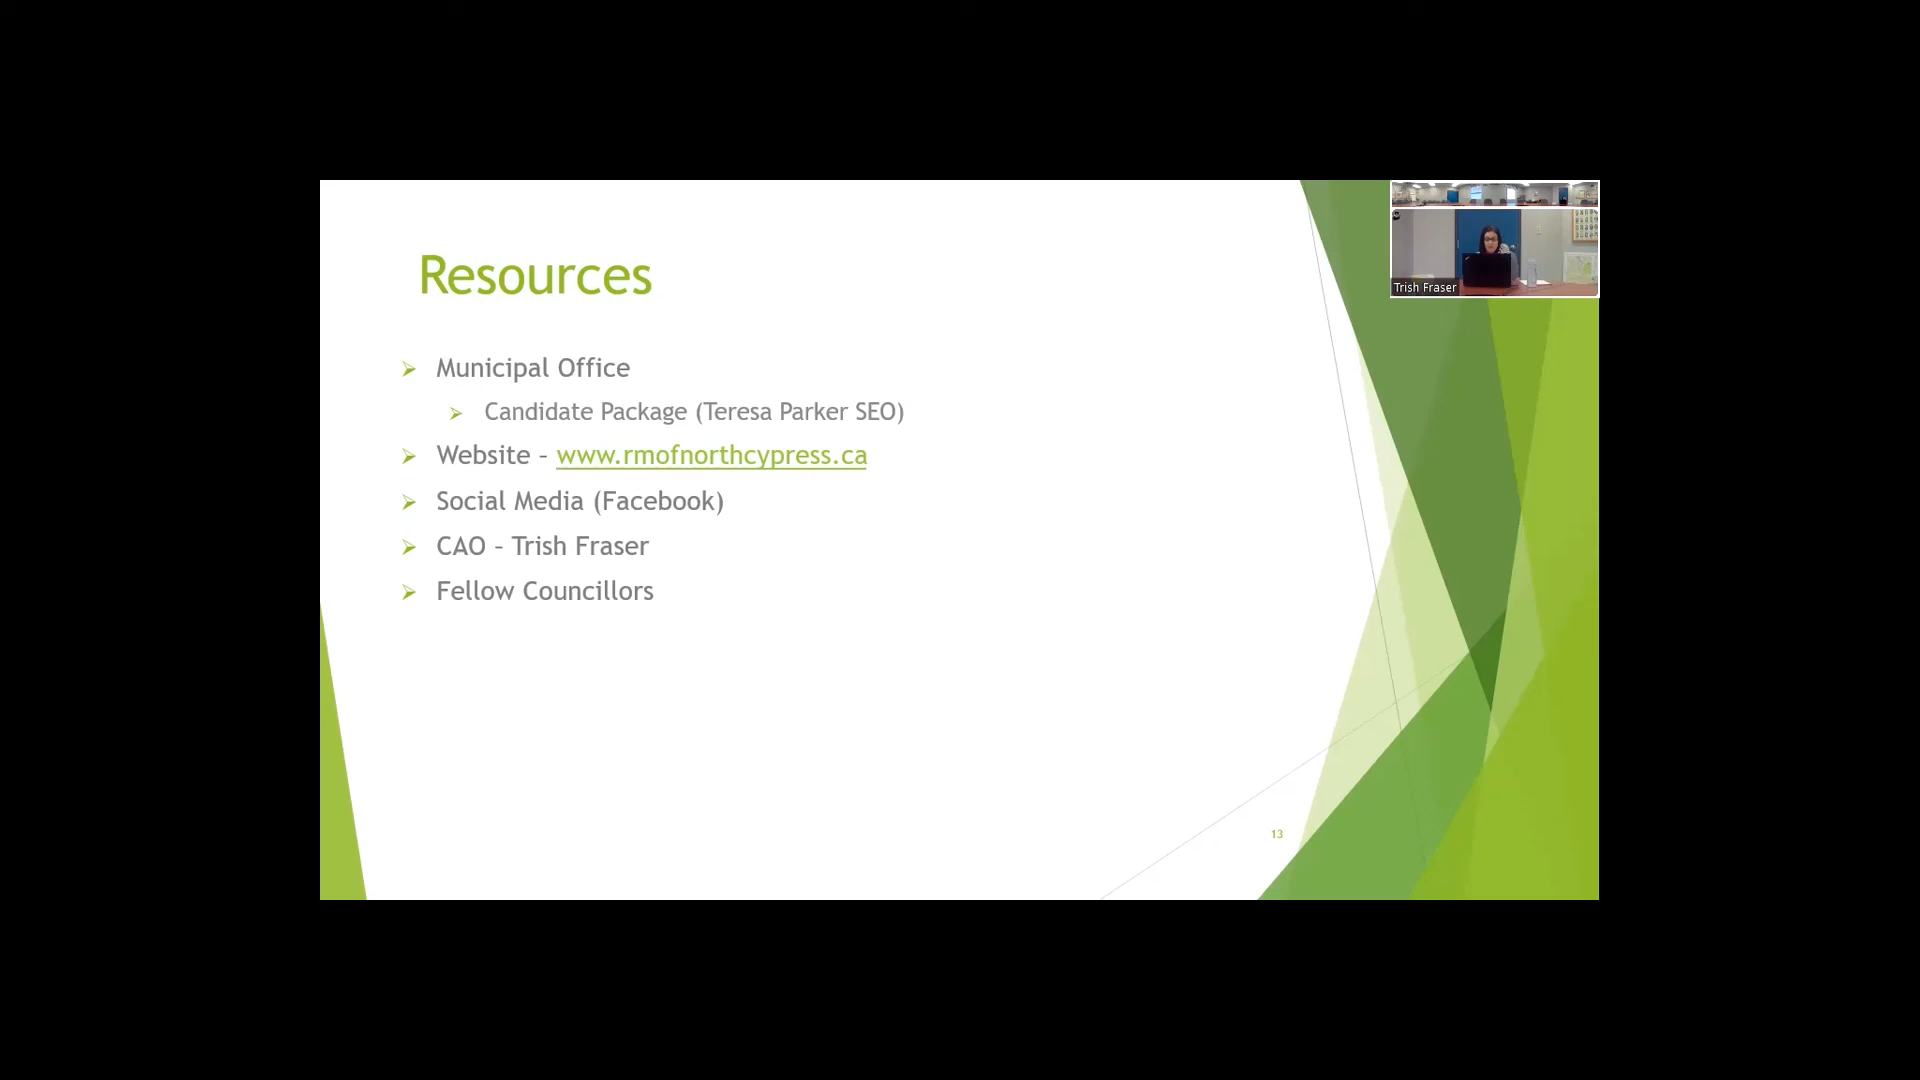 Resources
Municipal Office
Candidate Package (Teresa Parker SEO)
Website – www.rmofnorthcypress.ca
Social Media (Facebook)
CAO – Trish Fraser
Fellow Councillors
13
Trish Fraser